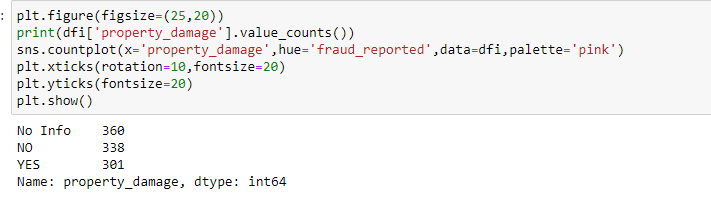 :
plt.figure(figsize=(25,20))
print(dfi['property_damage'].value_counts())
sns.countplot(x='property_damage',hue='fraud_reported',data=dfi,palette='pink')
plt.xticks(rotation=10,fontsize=20)
plt.yticks(fontsize=20)
plt.show()
No Info    360
NO         338
YES        301
Name: property_damage, dtype: int64